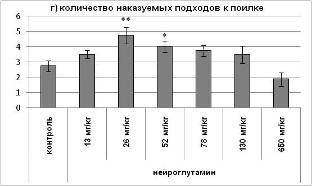 г) количество наказуемых подходов к поилке
6
5
4
3
2
1
0
**
*
контроль
13 мг/кг
26 мг/кг
52 мг/кг
78 мг/кг
130 мг/кг
650 мг/кг
нейроглутамин